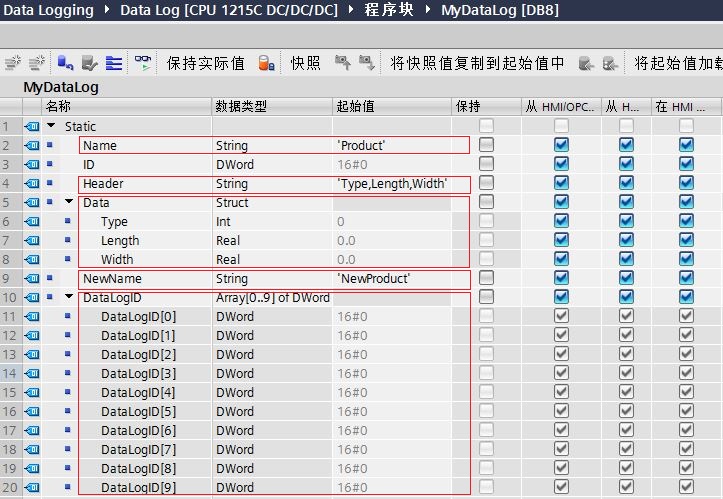 Data Logging ▸ Data Log [CPU 1215C DC/DC/DC] ▸ 程序块 ▸ MyDataLog [DB8]
保持实际值 快照 将快照值复制到起始值中 将起始值加载
MyDataLog
名称 数据类型 起始值 保持 从 HMI/OPC... 从 H... 在 HMI ...
1 Static
2 Name String 'Product'
3 ID DWord 16#0
4 Header String 'Type,Length,Width'
5 Data Struct
6 Type Int 0
7 Length Real 0.0
8 Width Real 0.0
9 NewName String 'NewProduct'
10 DataLogID Array[0..9] of DWord
11 DataLogID[0] DWord 16#0
12 DataLogID[1] DWord 16#0
13 DataLogID[2] DWord 16#0
14 DataLogID[3] DWord 16#0
15 DataLogID[4] DWord 16#0
16 DataLogID[5] DWord 16#0
17 DataLogID[6] DWord 16#0
18 DataLogID[7] DWord 16#0
19 DataLogID[8] DWord 16#0
20 DataLogID[9] DWord 16#0